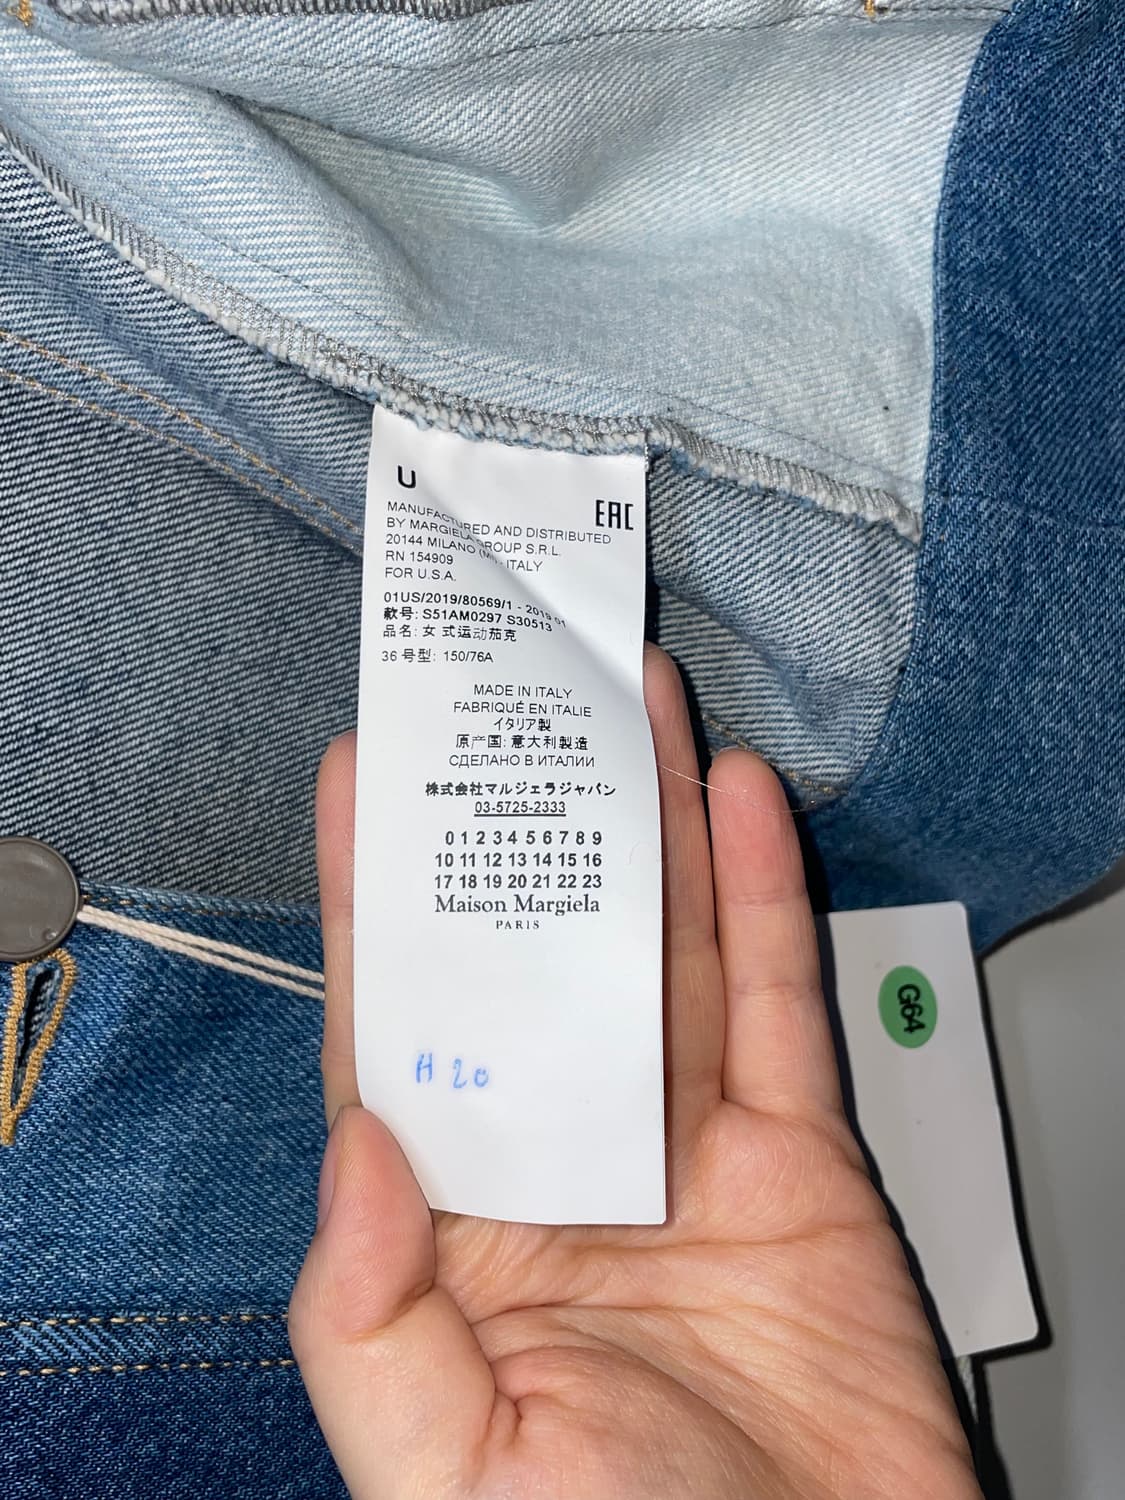 U
EAC
MANUFACTURED AND DISTRIBUTED
BY MARGIELA GROUP S.R.L.
20144 MILANO ITALY
RN 154909
FOR U.S.A.
01US/2019/80569/1 - 2019 01
款号: S51AM0297 S30513
品名: 女 式运动茄克
36 号型: 150/76A
MADE IN ITALY
FABRIQUÉ EN ITALIE
イタリア製
原产国: 意大利製造
СДЕЛАНО В ИТАЛИИ
株式会社マルジェラジャパン
03-5725-2333
0 1 2 3 4 5 6 7 8 9
10 11 12 13 14 15 16
17 18 19 20 21 22 23
Maison Margiela
PARIS
H 20
G64